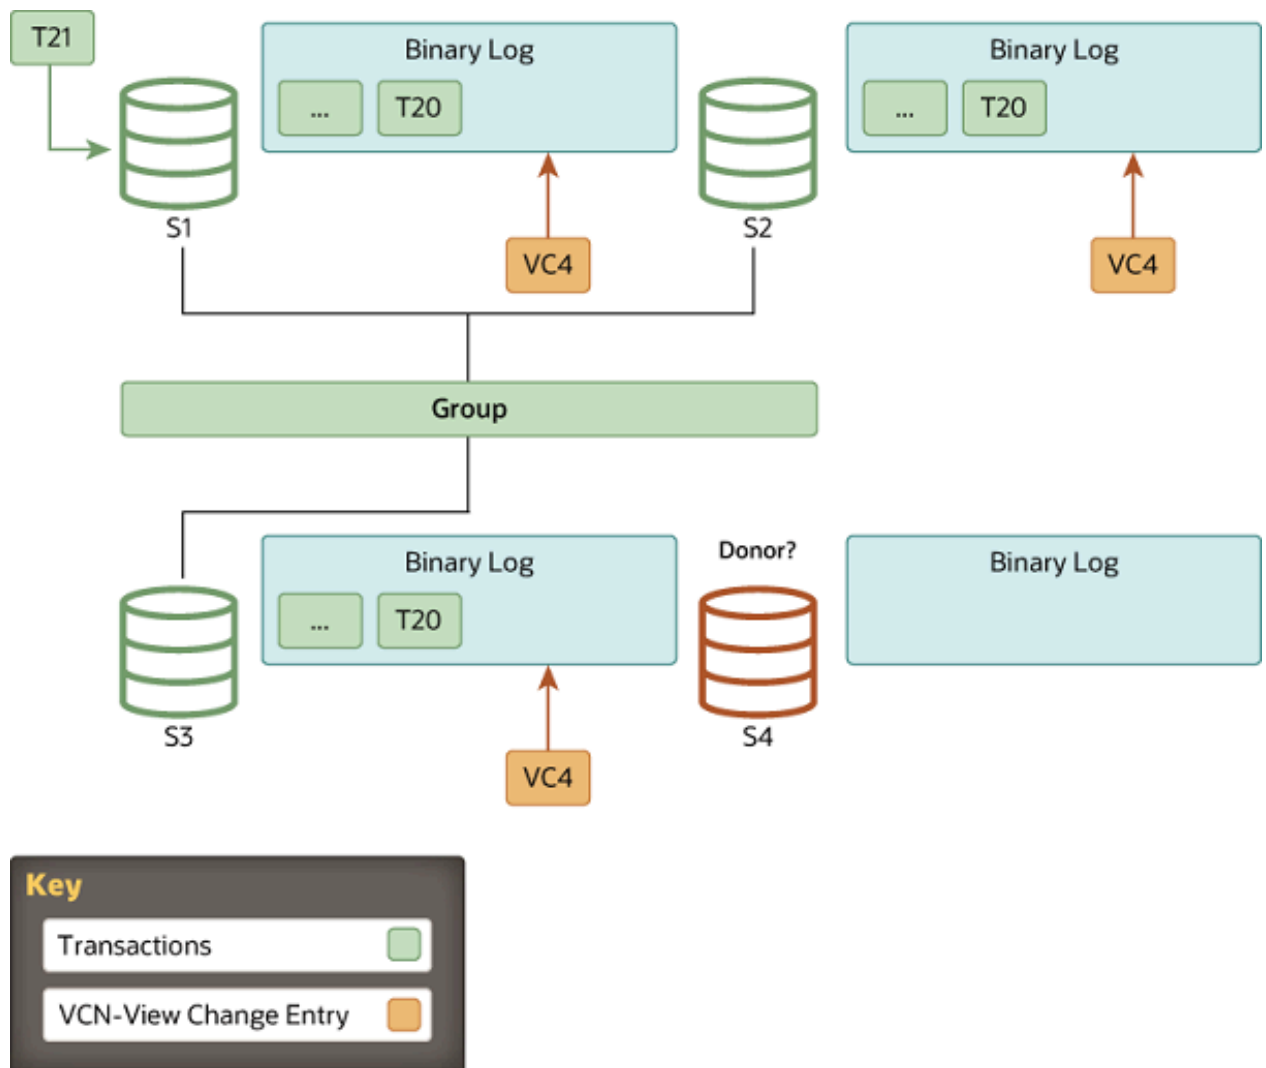 T21
Binary Log
... T20
S1
VC4
Binary Log
... T20
S2
VC4
Group
Binary Log
... T20
S3
VC4
Donor?
S4
Binary Log
Key
Transactions
VCN-View Change Entry